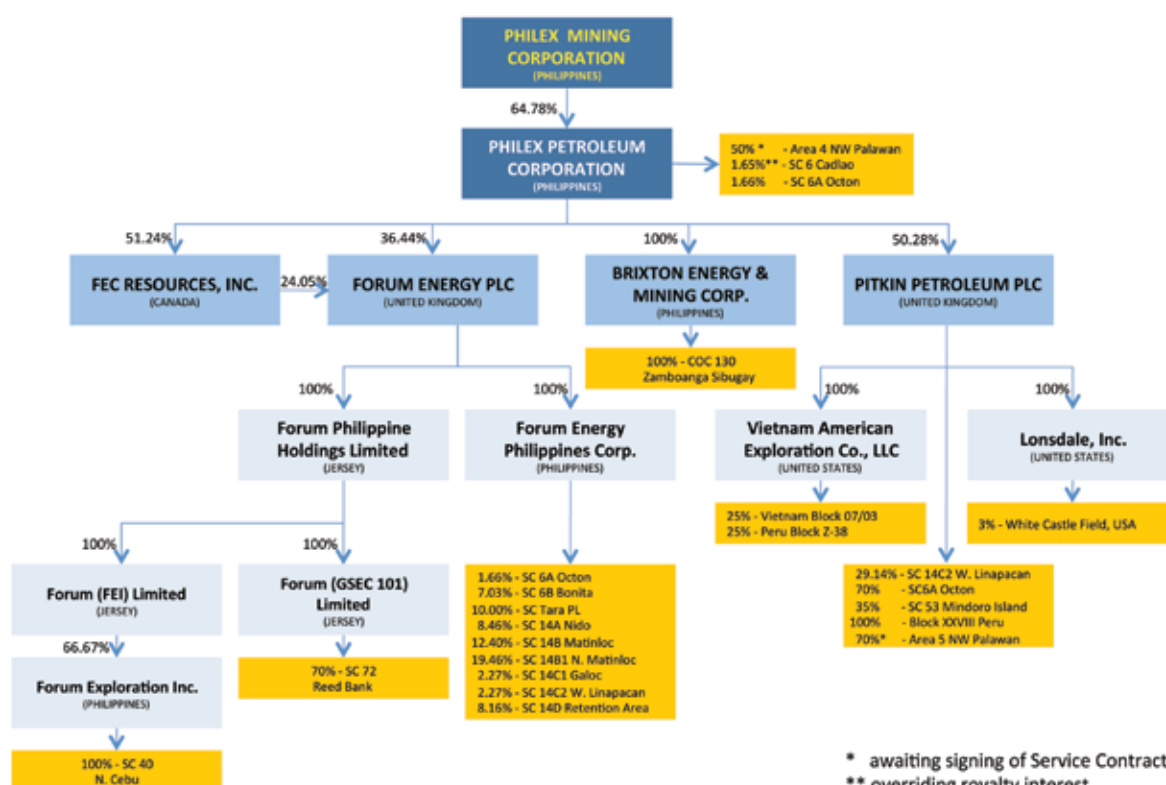 PHILEX MINING
CORPORATION
(PHILIPPINES)
64.78%
PHILEX PETROLEUM
CORPORATION
(PHILIPPINES)
50% * - Area 4 NW Palawan
1.65%** - SC 6 Cadlao
1.66% - SC 6A Octon
51.24%
36.44%
100%
50.28%
FEC RESOURCES, INC.
(CANADA)
24.05%
FORUM ENERGY PLC
(UNITED KINGDOM)
BRIXTON ENERGY &
MINING CORP.
(PHILIPPINES)
PITKIN PETROLEUM PLC
(UNITED KINGDOM)
100% - COC 130
Zamboanga Sibugay
100%
100%
100%
100%
Forum Philippine
Holdings Limited
(JERSEY)
Forum Energy
Philippines Corp.
(PHILIPPINES)
Vietnam American
Exploration Co., LLC
(UNITED STATES)
Lonsdale, Inc.
(UNITED STATES)
25% - Vietnam Block 07/03
25% - Peru Block Z-38
3% - White Castle Field, USA
100%
100%
Forum (FEI) Limited
(JERSEY)
Forum (GSEC 101)
Limited
(JERSEY)
1.66% - SC 6A Octon
7.03% - SC 6B Bonita
10.00% - SC Tara PL
8.46% - SC 14A Nido
12.40% - SC 14B Matinloc
19.46% - SC 14B1 N. Matinloc
2.27% - SC 14C1 Galoc
2.27% - SC 14C2 W. Linapacan
8.16% - SC 14D Retention Area
29.14% - SC 14C2 W. Linapacan
70% - SC6A Octon
35% - SC 53 Mindoro Island
100% - Block XXVIII Peru
70%* - Area 5 NW Palawan
66.67%
70% - SC 72
Reed Bank
Forum Exploration Inc.
(PHILIPPINES)
100% - SC 40
N. Cebu
* awaiting signing of Service Contract
** overriding royalty interest